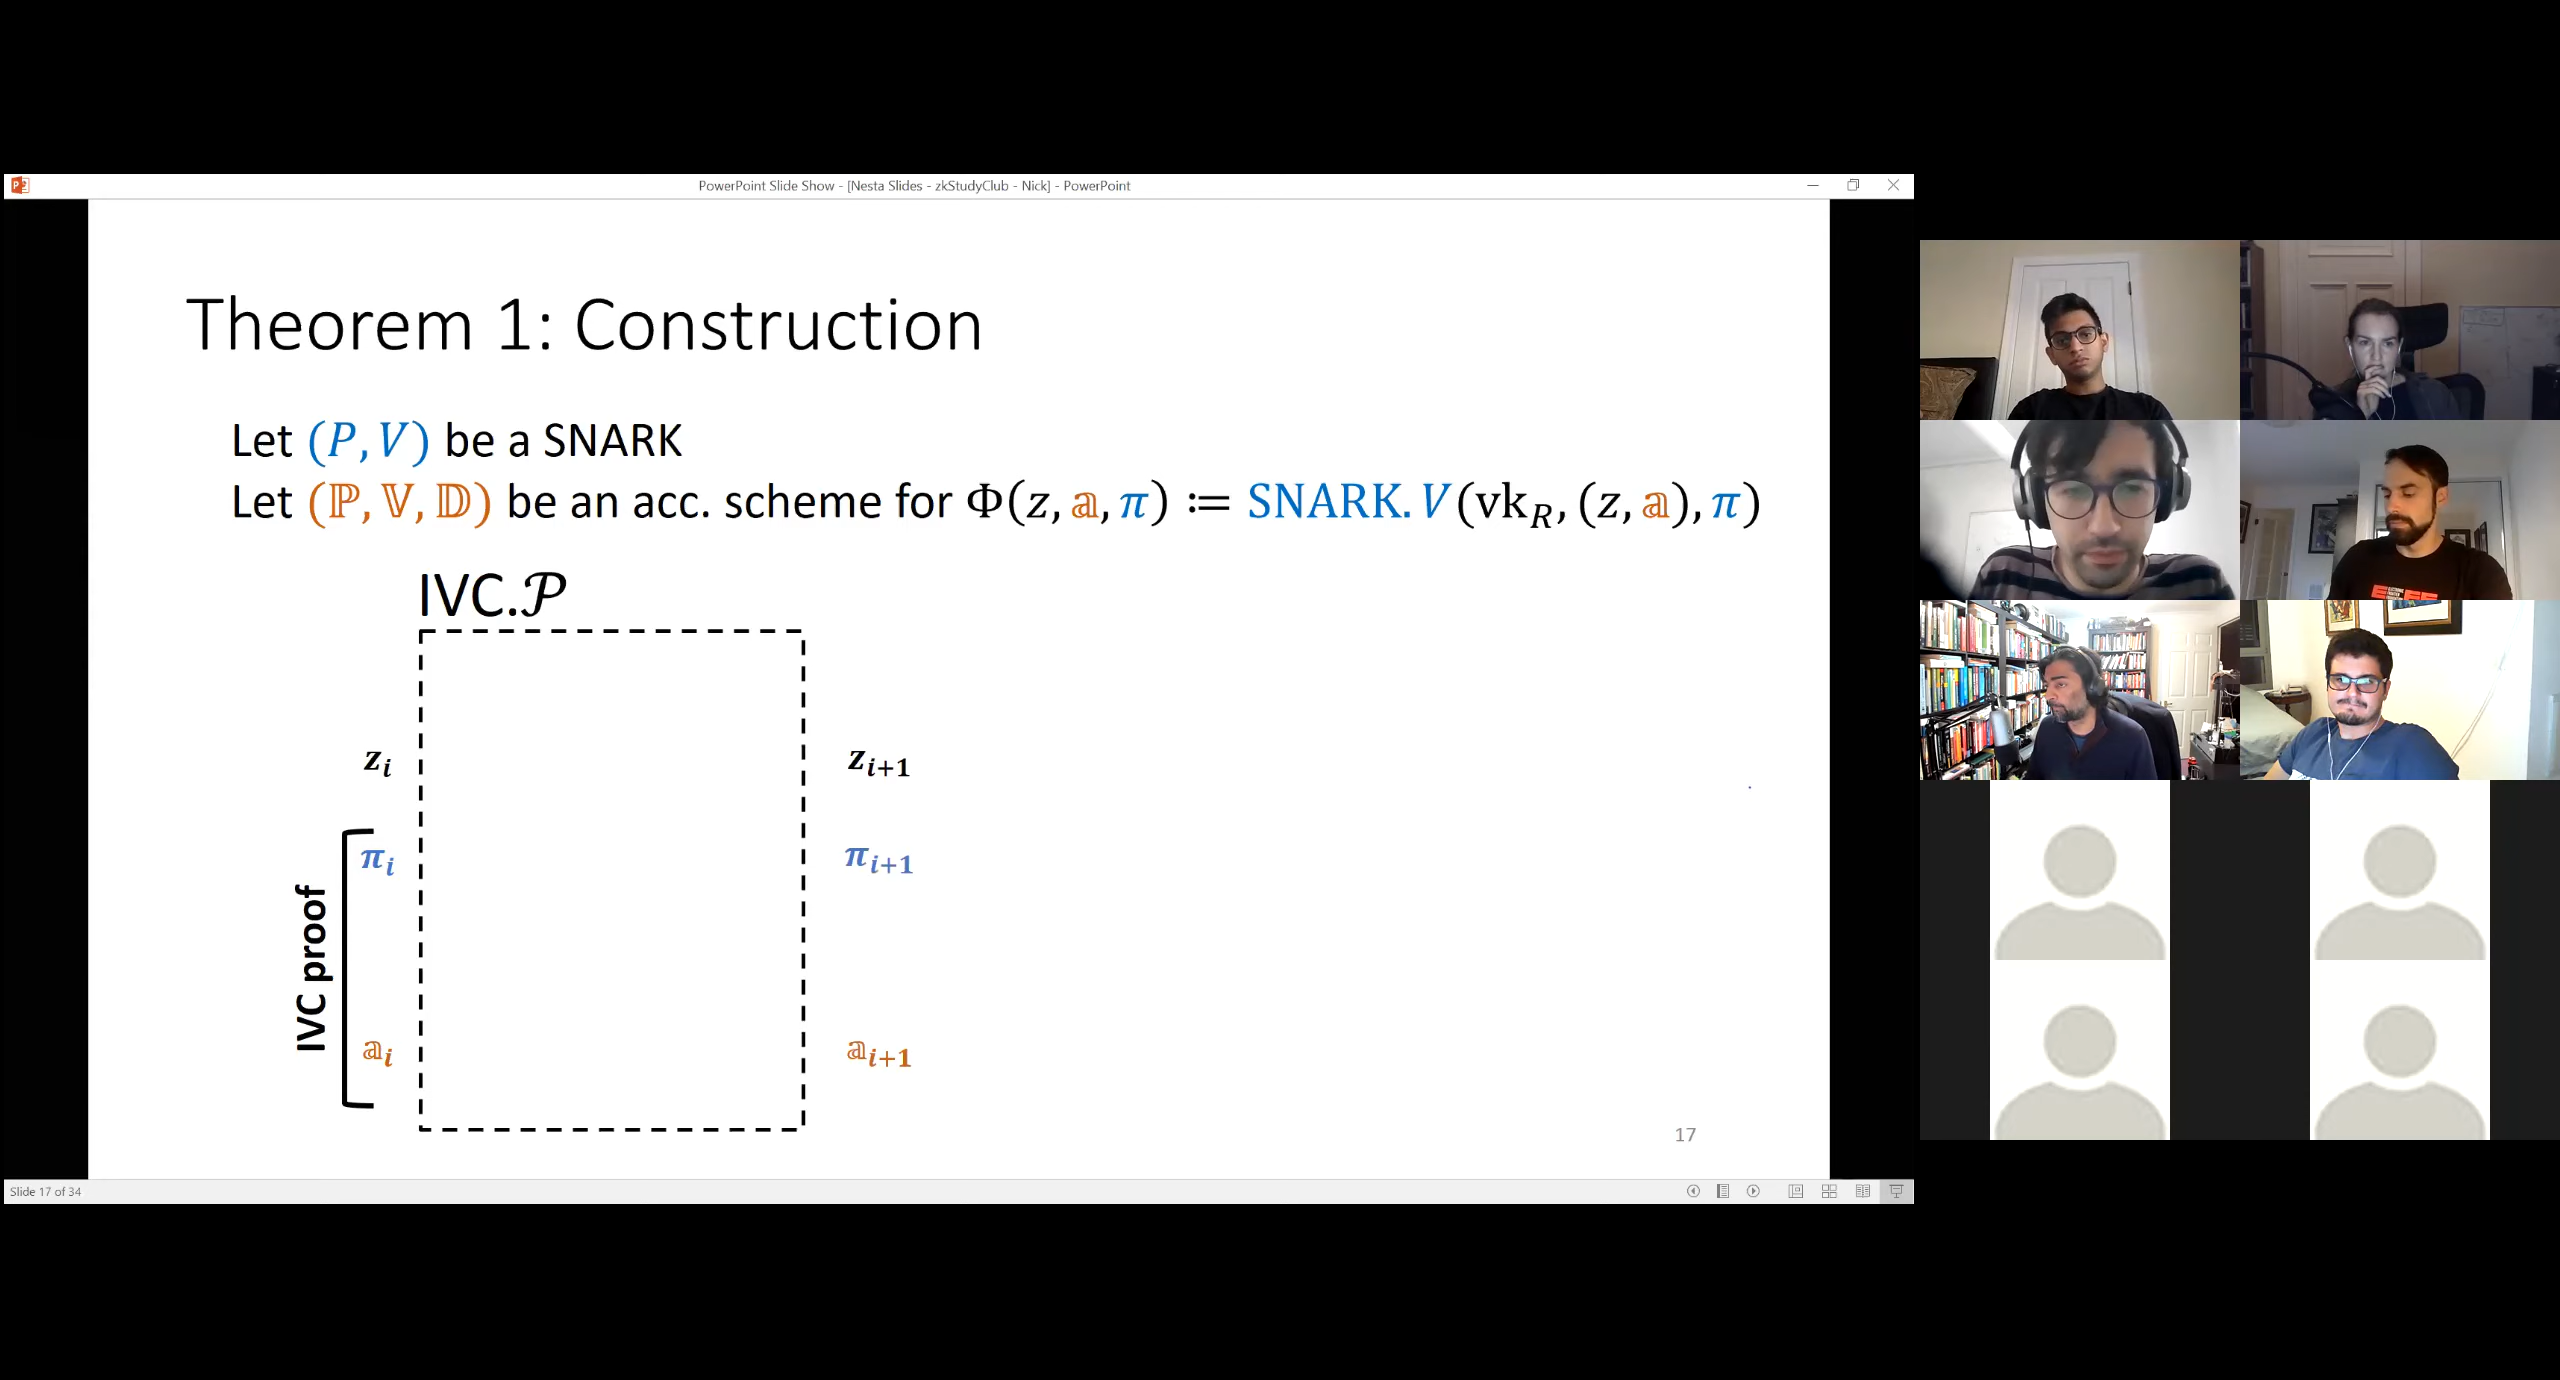 PowerPoint Slide Show - [Nesta Slides - zkStudyClub - Nick] - PowerPoint
Theorem 1: Construction
Let (P, V) be a SNARK
Let (ℙ, 𝕍, 𝔻) be an acc. scheme for Φ(z, 𝕒, π) ≔ SNARK. V(vk_R, (z, 𝕒), π)
IVC.𝒫
z_i
z_{i+1}
π_i
π_{i+1}
IVC proof
𝕒_i
𝕒_{i+1}
17
Slide 17 of 34